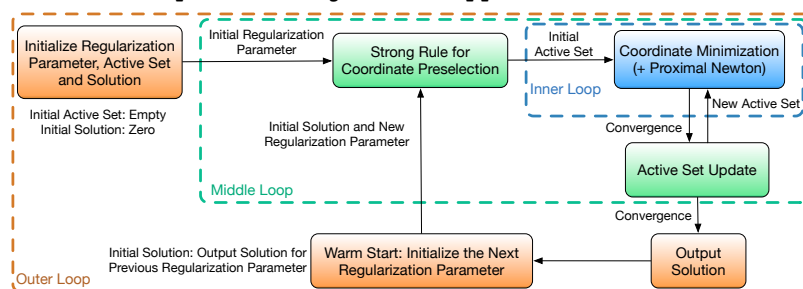 Initialize Regularization
Parameter, Active Set
and Solution
Initial Regularization
Parameter
Strong Rule for
Coordinate Preselection
Initial
Active Set
Coordinate Minimization
(+ Proximal Newton)
Inner Loop
Initial Active Set: Empty
Initial Solution: Zero
Initial Solution and New
Regularization Parameter
Convergence
New Active Set
Middle Loop
Active Set Update
Convergence
Initial Solution: Output Solution for
Previous Regularization Parameter
Warm Start: Initialize the Next
Regularization Parameter
Output
Solution
Outer Loop